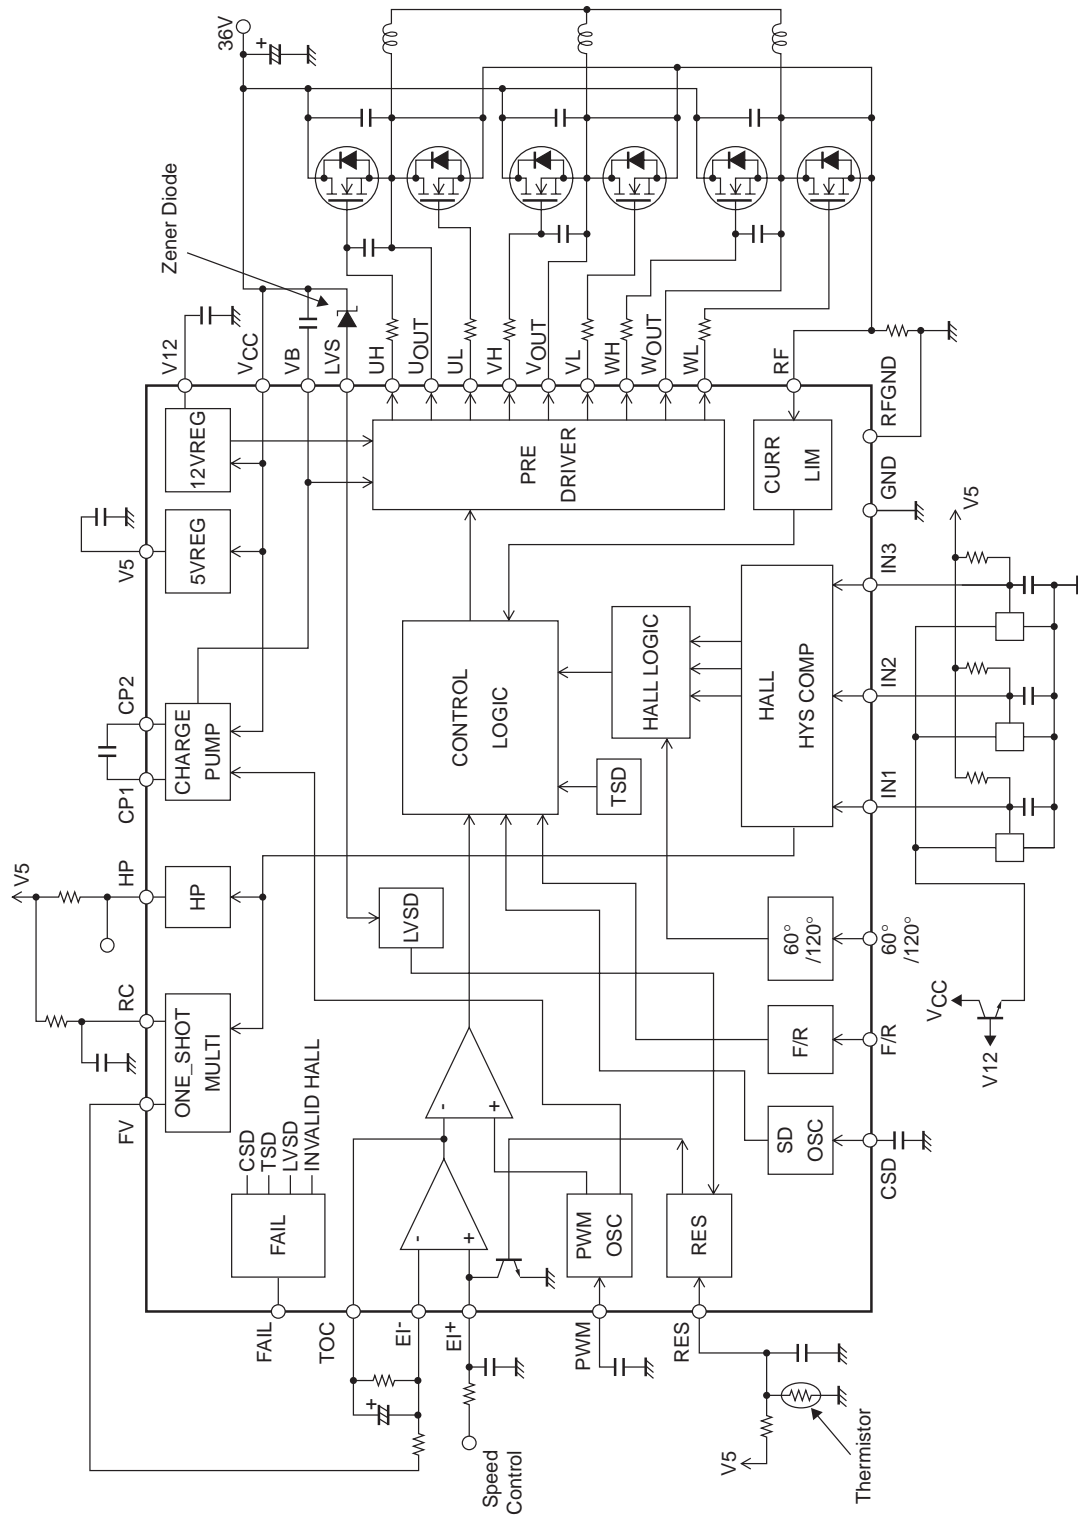 36V
+
Zener Diode
V12
VCC
VB
LVS
UH
UOUT
UL
VH
VOUT
VL
WH
WOUT
WL
RF
RFGND
GND
V5
CP2
CP1
HP
V5
RC
FV
12VREG
5VREG
CHARGE
PUMP
HP
ONE_SHOT
MULTI
PRE
DRIVER
CURR
LIM
CONTROL
LOGIC
HALL LOGIC
HALL
HYS COMP
TSD
LVSD
CSD
TSD
LVSD
INVALID HALL
FAIL
-
+
-
+
PWM
OSC
RES
SD
OSC
F/R
60°
/120°
IN3
IN2
IN1
60°
/120°
F/R
CSD
V5
VCC
V12
FAIL
TOC
EI-
EI+
PWM
RES
+
Speed
Control
V5
Thermistor